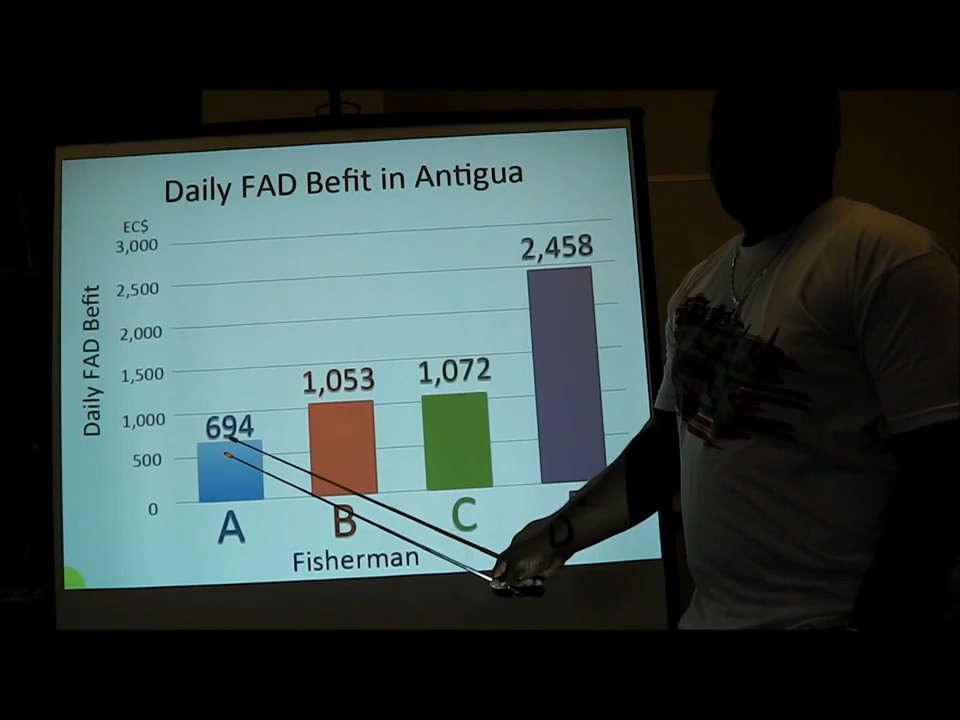 Daily FAD Befit in Antigua
EC$
3,000
2,500
2,000
1,500
1,000
500
0
Daily FAD Befit
694
1,053
1,072
2,458
A
B
C
D
Fisherman